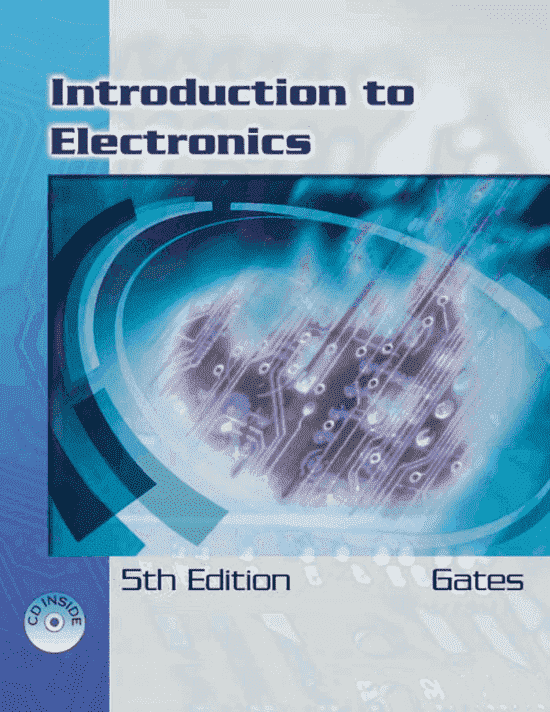 Introduction to
Electronics
5th Edition
Gates
CD INSIDE